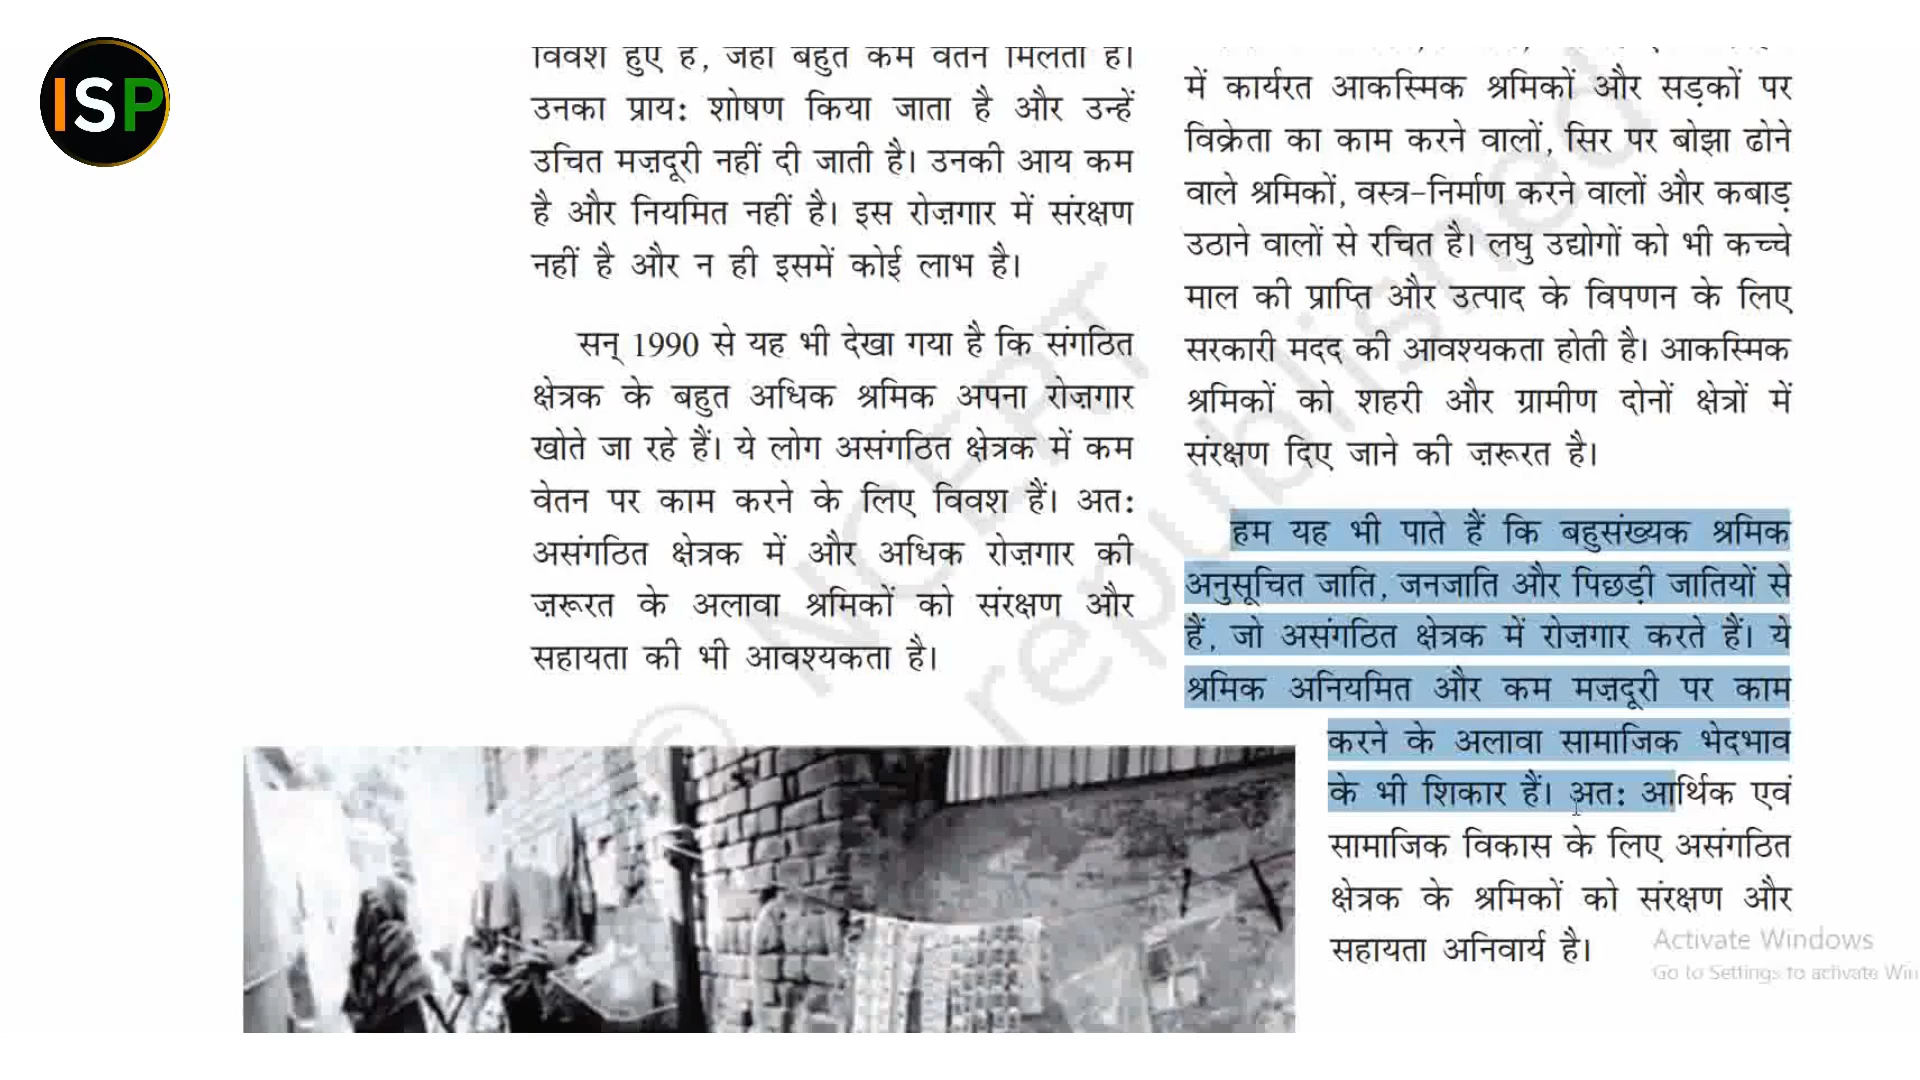 ISP
विवश हुए हैं, जहाँ बहुत कम वेतन मिलता है।
उनका प्राय: शोषण किया जाता है और उन्हें
उचित मज़दूरी नहीं दी जाती है। उनकी आय कम
है और नियमित नहीं है। इस रोज़गार में संरक्षण
नहीं है और न ही इसमें कोई लाभ है।
सन् 1990 से यह भी देखा गया है कि संगठित
क्षेत्रक के बहुत अधिक श्रमिक अपना रोज़गार
खोते जा रहे हैं। ये लोग असंगठित क्षेत्रक में कम
वेतन पर काम करने के लिए विवश हैं। अत:
असंगठित क्षेत्रक में और अधिक रोज़गार की
ज़रूरत के अलावा श्रमिकों को संरक्षण और
सहायता की भी आवश्यकता है।
में कार्यरत आकस्मिक श्रमिकों और सड़कों पर
विक्रेता का काम करने वालों, सिर पर बोझा ढोने
वाले श्रमिकों, वस्त्र-निर्माण करने वालों और कबाड़
उठाने वालों से रचित है। लघु उद्योगों को भी कच्चे
माल की प्राप्ति और उत्पाद के विपणन के लिए
सरकारी मदद की आवश्यकता होती है। आकस्मिक
श्रमिकों को शहरी और ग्रामीण दोनों क्षेत्रों में
संरक्षण दिए जाने की ज़रूरत है।
हम यह भी पाते हैं कि बहुसंख्यक श्रमिक
अनुसूचित जाति, जनजाति और पिछड़ी जातियों से
हैं, जो असंगठित क्षेत्रक में रोज़गार करते हैं। ये
श्रमिक अनियमित और कम मज़दूरी पर काम
करने के अलावा सामाजिक भेदभाव
के भी शिकार हैं। अत: आर्थिक एवं
सामाजिक विकास के लिए असंगठित
क्षेत्रक के श्रमिकों को संरक्षण और
सहायता अनिवार्य है।
© NCERT
republished
Activate Windows
Go to Settings to activate Win